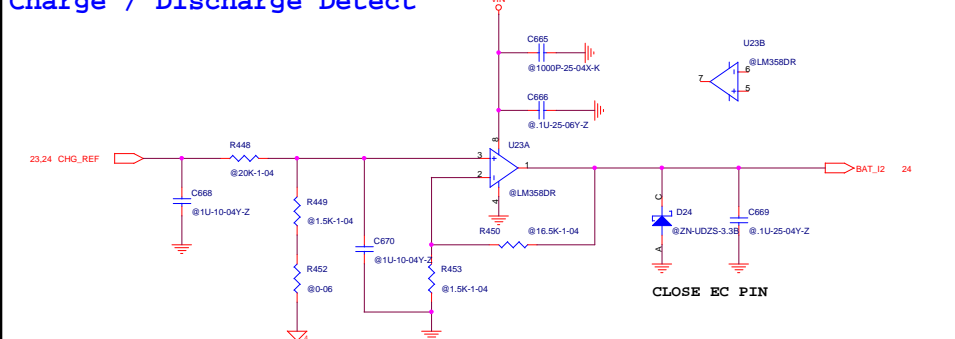 Charge / Discharge Detect
C665
@1000P-25-04X-K
U23B
@LM358DR
7
6
5
C666
@.1U-25-06Y-Z
8
U23A
23,24 CHG_REF
R448
@20K-1-04
3
2
1
4
@LM358DR
BAT_I2 24
C668
@1U-10-04Y-Z
R449
@1.5K-1-04
C670
@1U-10-04Y-Z
R450
@16.5K-1-04
C
1
D24
@ZN-UDZS-3.3B
A
C669
@.1U-25-04Y-Z
R452
@0-06
R453
@1.5K-1-04
CLOSE EC PIN